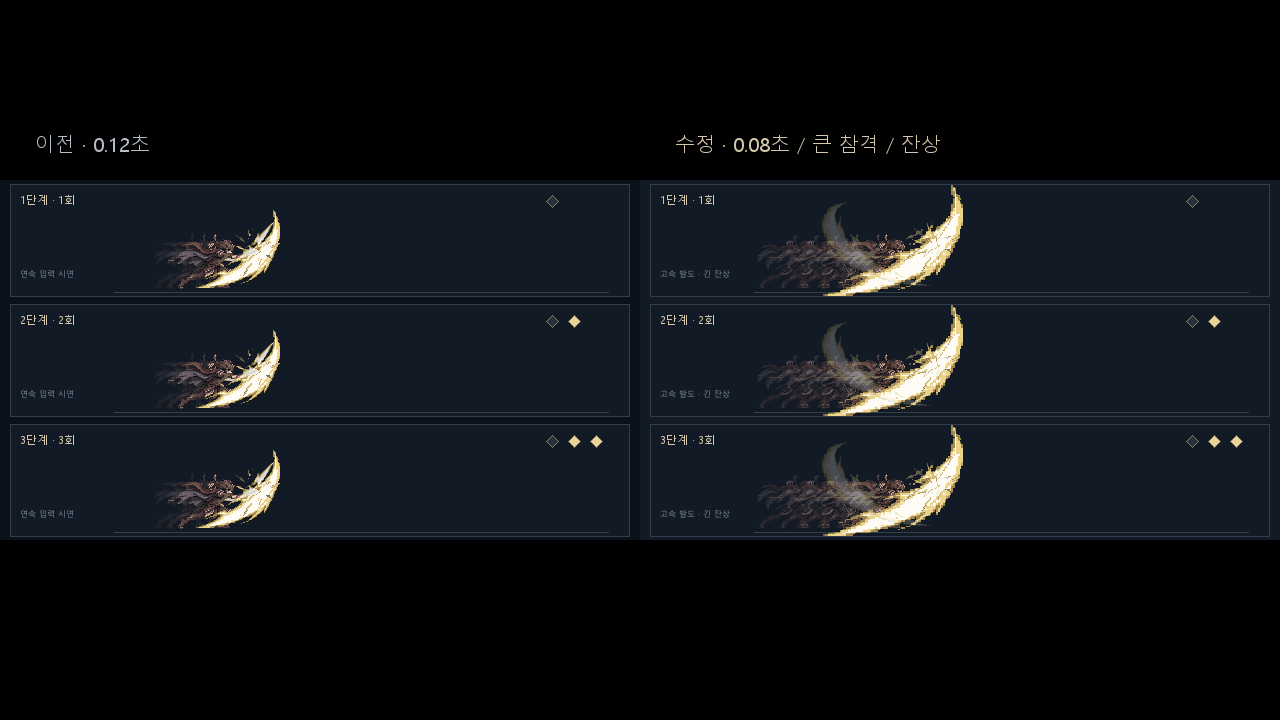 이전 · 0.12초
1단계 · 1회
연속 입력 시연
2단계 · 2회
연속 입력 시연
3단계 · 3회
연속 입력 시연
수정 · 0.08초 / 큰 참격 / 잔상
1단계 · 1회
고속 발도 · 긴 잔상
2단계 · 2회
고속 발도 · 긴 잔상
3단계 · 3회
고속 발도 · 긴 잔상